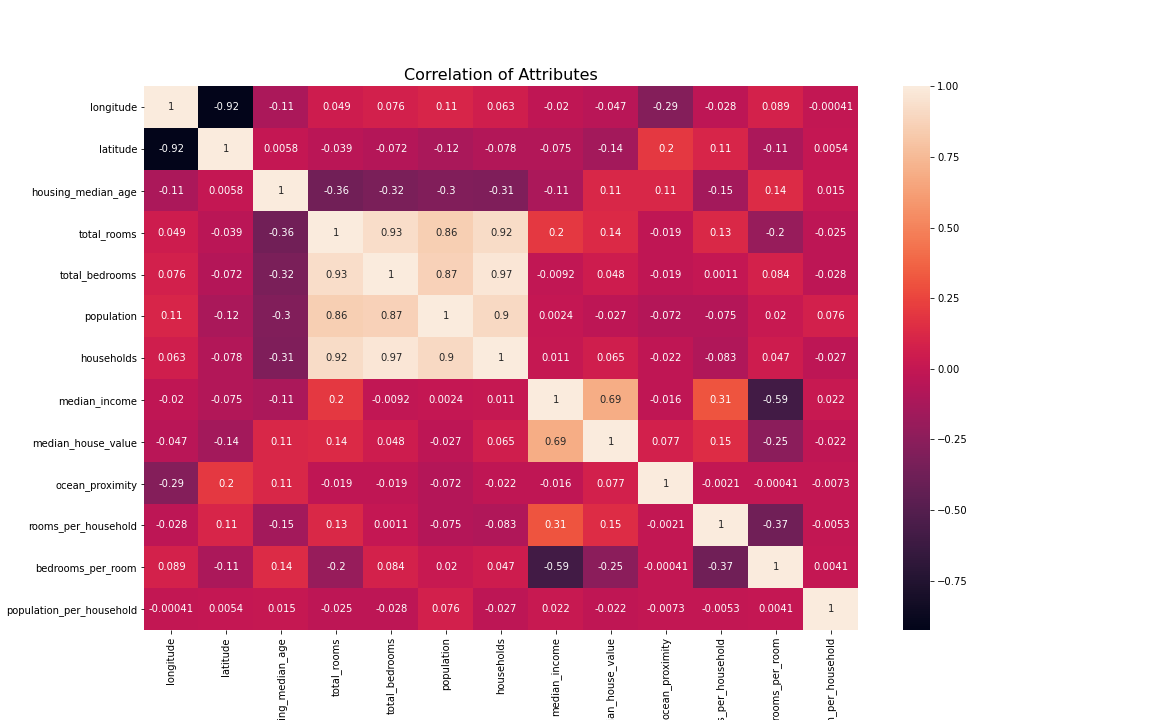 Correlation of Attributes
longitude 1 -0.92 -0.11 0.049 0.076 0.11 0.063 -0.02 -0.047 -0.29 -0.028 0.089 -0.00041
latitude -0.92 1 0.0058 -0.039 -0.072 -0.12 -0.078 -0.075 -0.14 0.2 0.11 -0.11 0.0054
housing_median_age -0.11 0.0058 1 -0.36 -0.32 -0.3 -0.31 -0.11 0.11 0.11 -0.15 0.14 0.015
total_rooms 0.049 -0.039 -0.36 1 0.93 0.86 0.92 0.2 0.14 -0.019 0.13 -0.2 -0.025
total_bedrooms 0.076 -0.072 -0.32 0.93 1 0.87 0.97 -0.0092 0.048 -0.019 0.0011 0.084 -0.028
population 0.11 -0.12 -0.3 0.86 0.87 1 0.9 0.0024 -0.027 -0.072 -0.075 0.02 0.076
households 0.063 -0.078 -0.31 0.92 0.97 0.9 1 0.011 0.065 -0.022 -0.083 0.047 -0.027
median_income -0.02 -0.075 -0.11 0.2 -0.0092 0.0024 0.011 1 0.69 -0.016 0.31 -0.59 0.022
median_house_value -0.047 -0.14 0.11 0.14 0.048 -0.027 0.065 0.69 1 0.077 0.15 -0.25 -0.022
ocean_proximity -0.29 0.2 0.11 -0.019 -0.019 -0.072 -0.022 -0.016 0.077 1 -0.0021 -0.00041 -0.0073
rooms_per_household -0.028 0.11 -0.15 0.13 0.0011 -0.075 -0.083 0.31 0.15 -0.0021 1 -0.37 -0.0053
bedrooms_per_room 0.089 -0.11 0.14 -0.2 0.084 0.02 0.047 -0.59 -0.25 -0.00041 -0.37 1 0.0041
population_per_household -0.00041 0.0054 0.015 -0.025 -0.028 0.076 -0.027 0.022 -0.022 -0.0073 -0.0053 0.0041 1
longitude
latitude
ing_median_age
total_rooms
total_bedrooms
population
households
median_income
an_house_value
ocean_proximity
s_per_household
rooms_per_room
n_per_household
1.00
0.75
0.50
0.25
0.00
−0.25
−0.50
−0.75